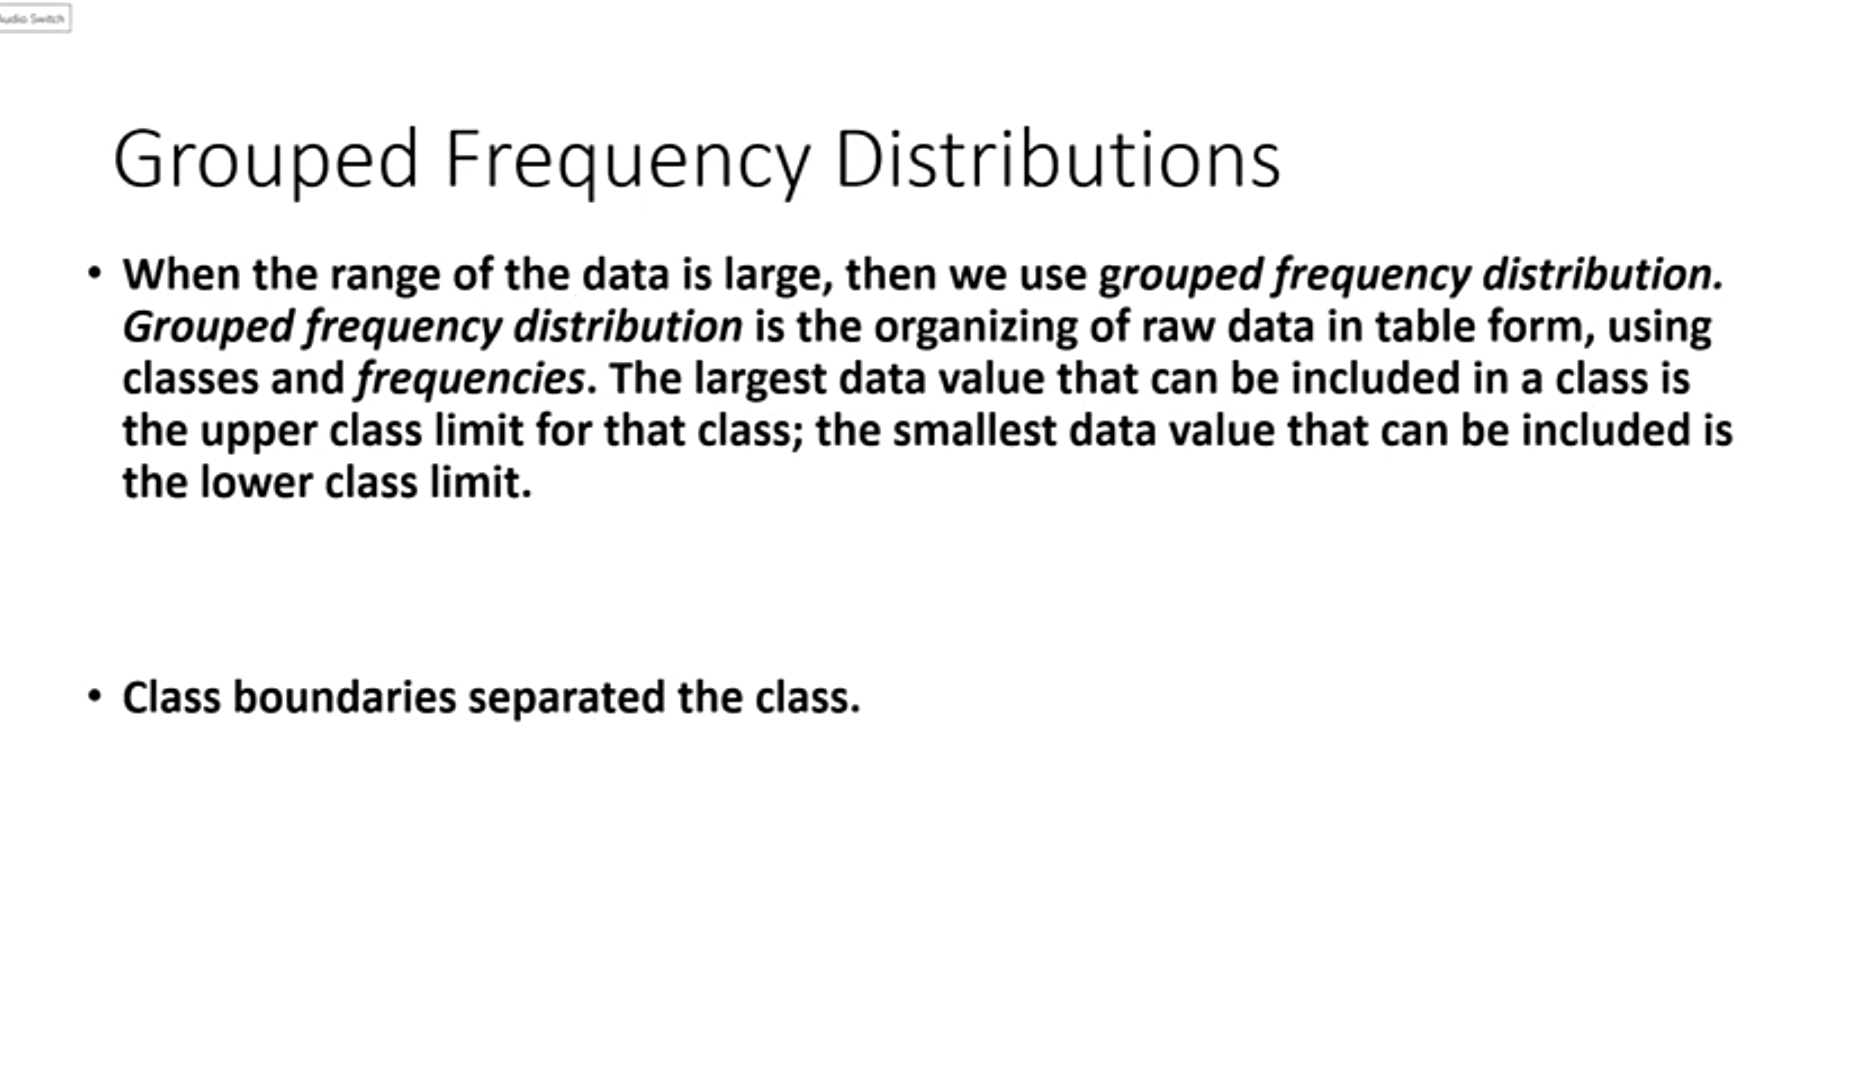 Audio Switch
Grouped Frequency Distributions
• When the range of the data is large, then we use grouped frequency distribution.
Grouped frequency distribution is the organizing of raw data in table form, using
classes and frequencies. The largest data value that can be included in a class is
the upper class limit for that class; the smallest data value that can be included is
the lower class limit.
• Class boundaries separated the class.